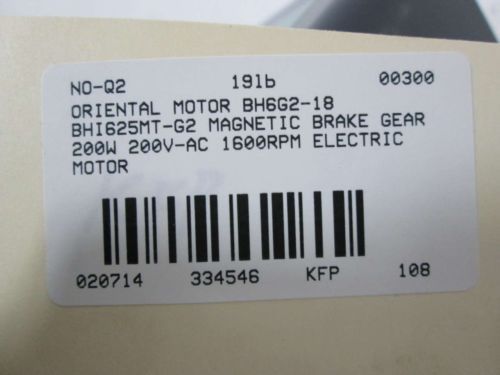 NO-Q2 19lb 00300
ORIENTAL MOTOR BH6G2-18
BHI625MT-G2 MAGNETIC BRAKE GEAR
200W 200V-AC 1600RPM ELECTRIC
MOTOR
020714 334546 KFP 108